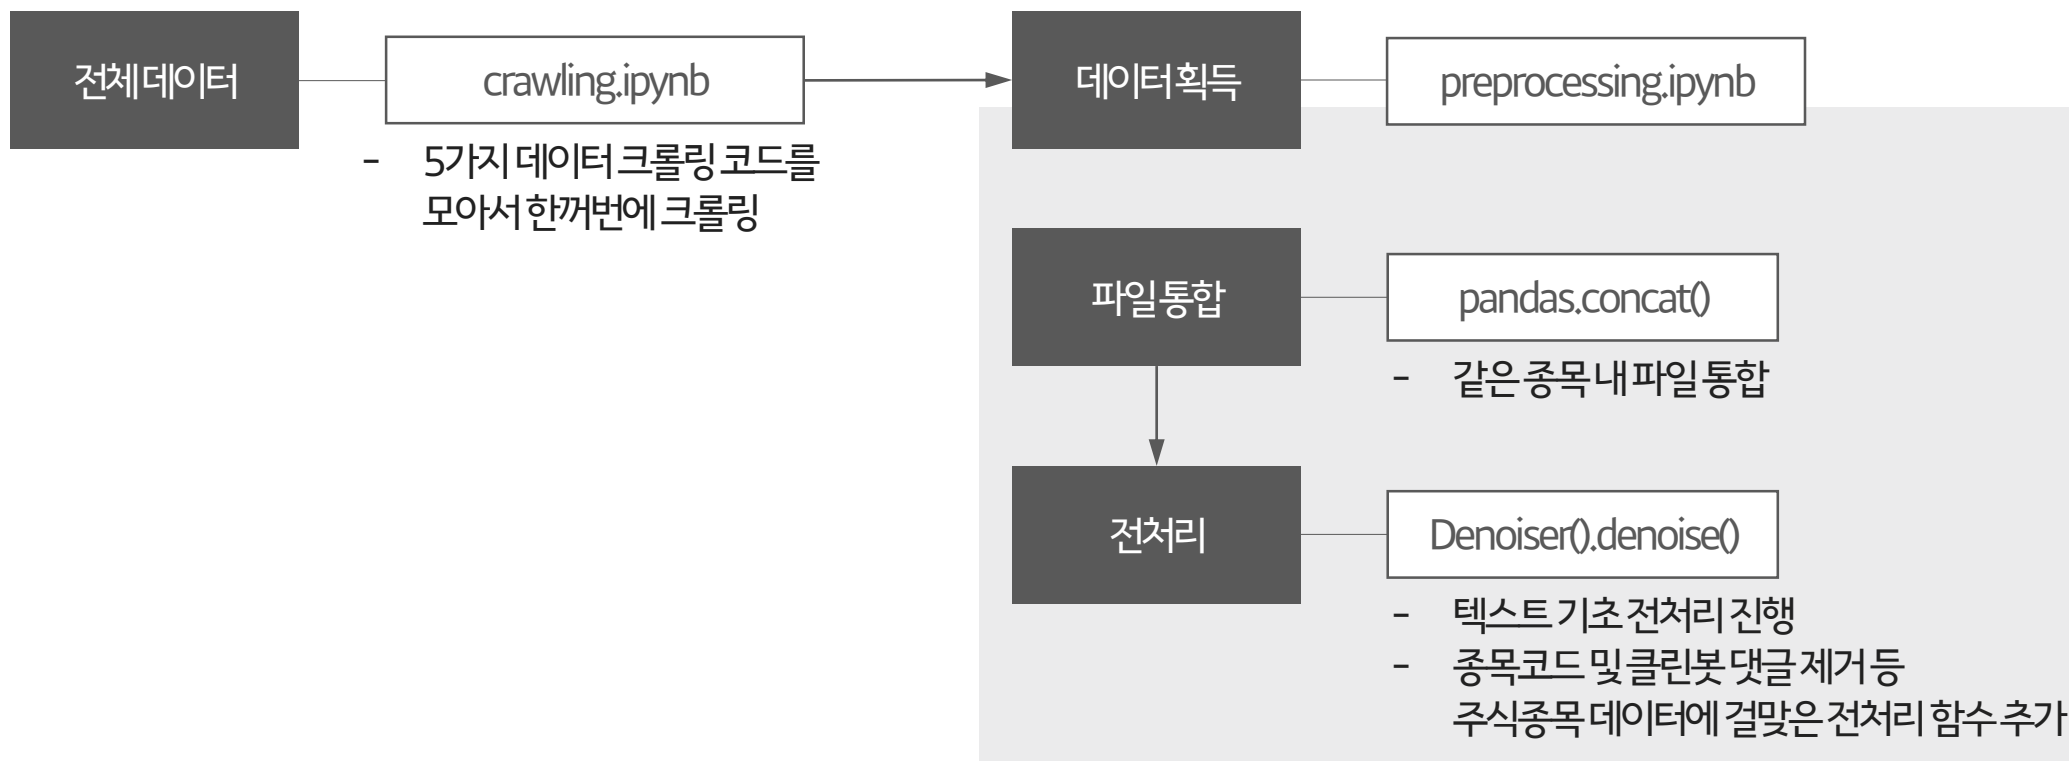 전체 데이터
crawling.ipynb
- 5가지 데이터 크롤링 코드를
모아서 한꺼번에 크롤링
데이터 획득
preprocessing.ipynb
파일 통합
pandas.concat()
- 같은 종목 내 파일 통합
전처리
Denoiser().denoise()
- 텍스트 기초 전처리 진행
- 종목코드 및 클린봇 댓글 제거 등
주식종목 데이터에 걸맞은 전처리 함수 추가